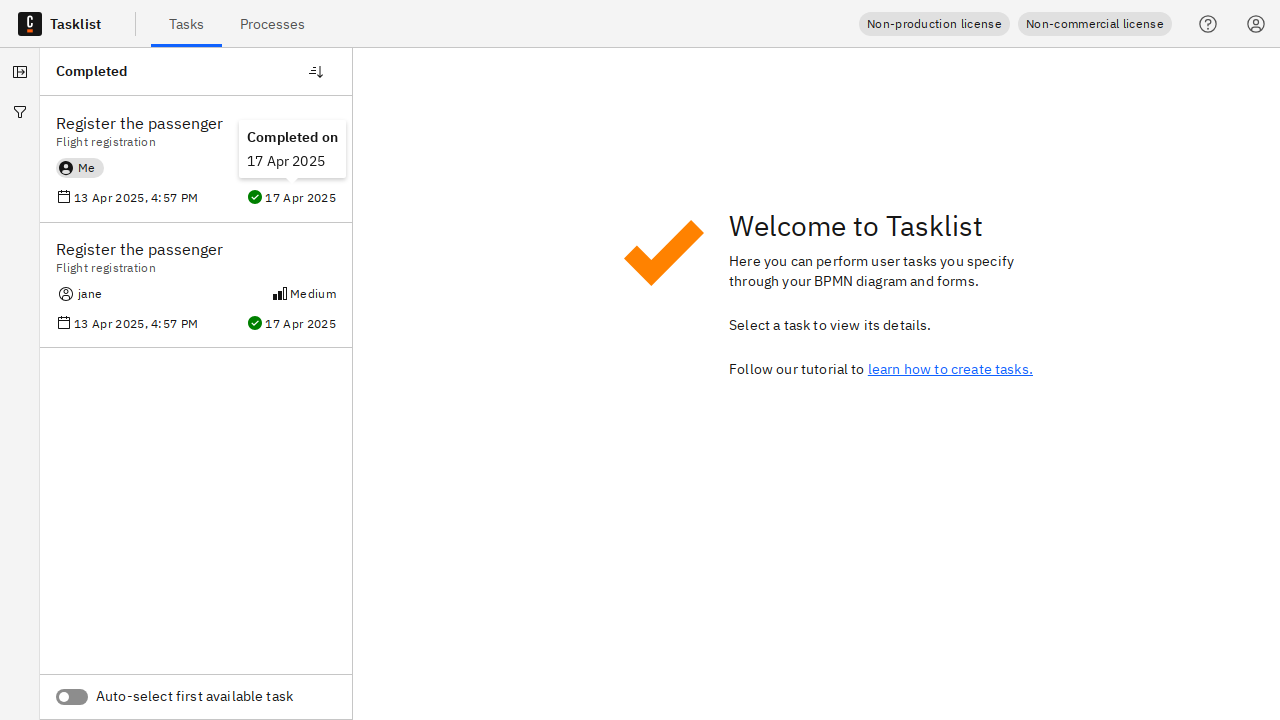 Tasklist
Tasks
Processes
Non-production license
Non-commercial license
Completed
Register the passenger
Flight registration
Me
Completed on
17 Apr 2025
13 Apr 2025, 4:57 PM
17 Apr 2025
Register the passenger
Flight registration
jane
Medium
13 Apr 2025, 4:57 PM
17 Apr 2025
Auto-select first available task
Welcome to Tasklist
Here you can perform user tasks you specify
through your BPMN diagram and forms.
Select a task to view its details.
Follow our tutorial to learn how to create tasks.